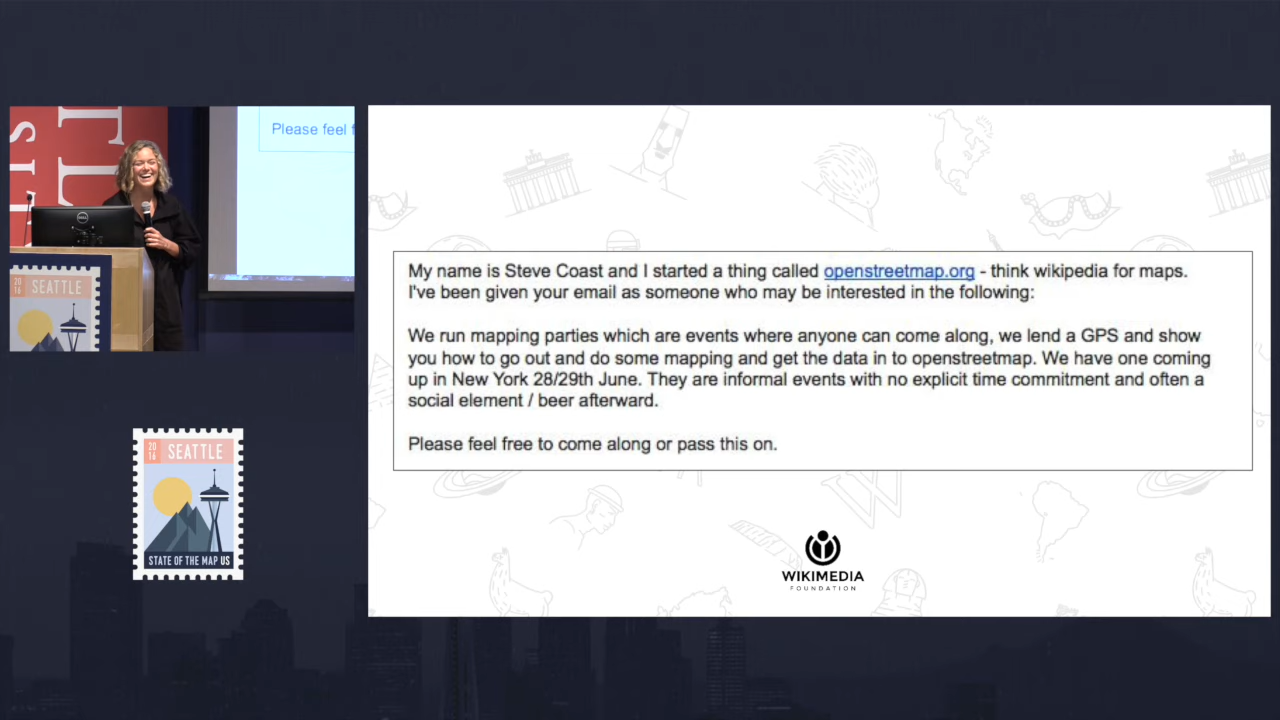 Please feel f
DELL
20
16
SEATTLE
My name is Steve Coast and I started a thing called openstreetmap.org - think wikipedia for maps.
I've been given your email as someone who may be interested in the following:
We run mapping parties which are events where anyone can come along, we lend a GPS and show
you how to go out and do some mapping and get the data in to openstreetmap. We have one coming
up in New York 28/29th June. They are informal events with no explicit time commitment and often a
social element / beer afterward.
Please feel free to come along or pass this on.
WIKIMEDIA
FOUNDATION
20
16
SEATTLE
STATE OF THE MAP US